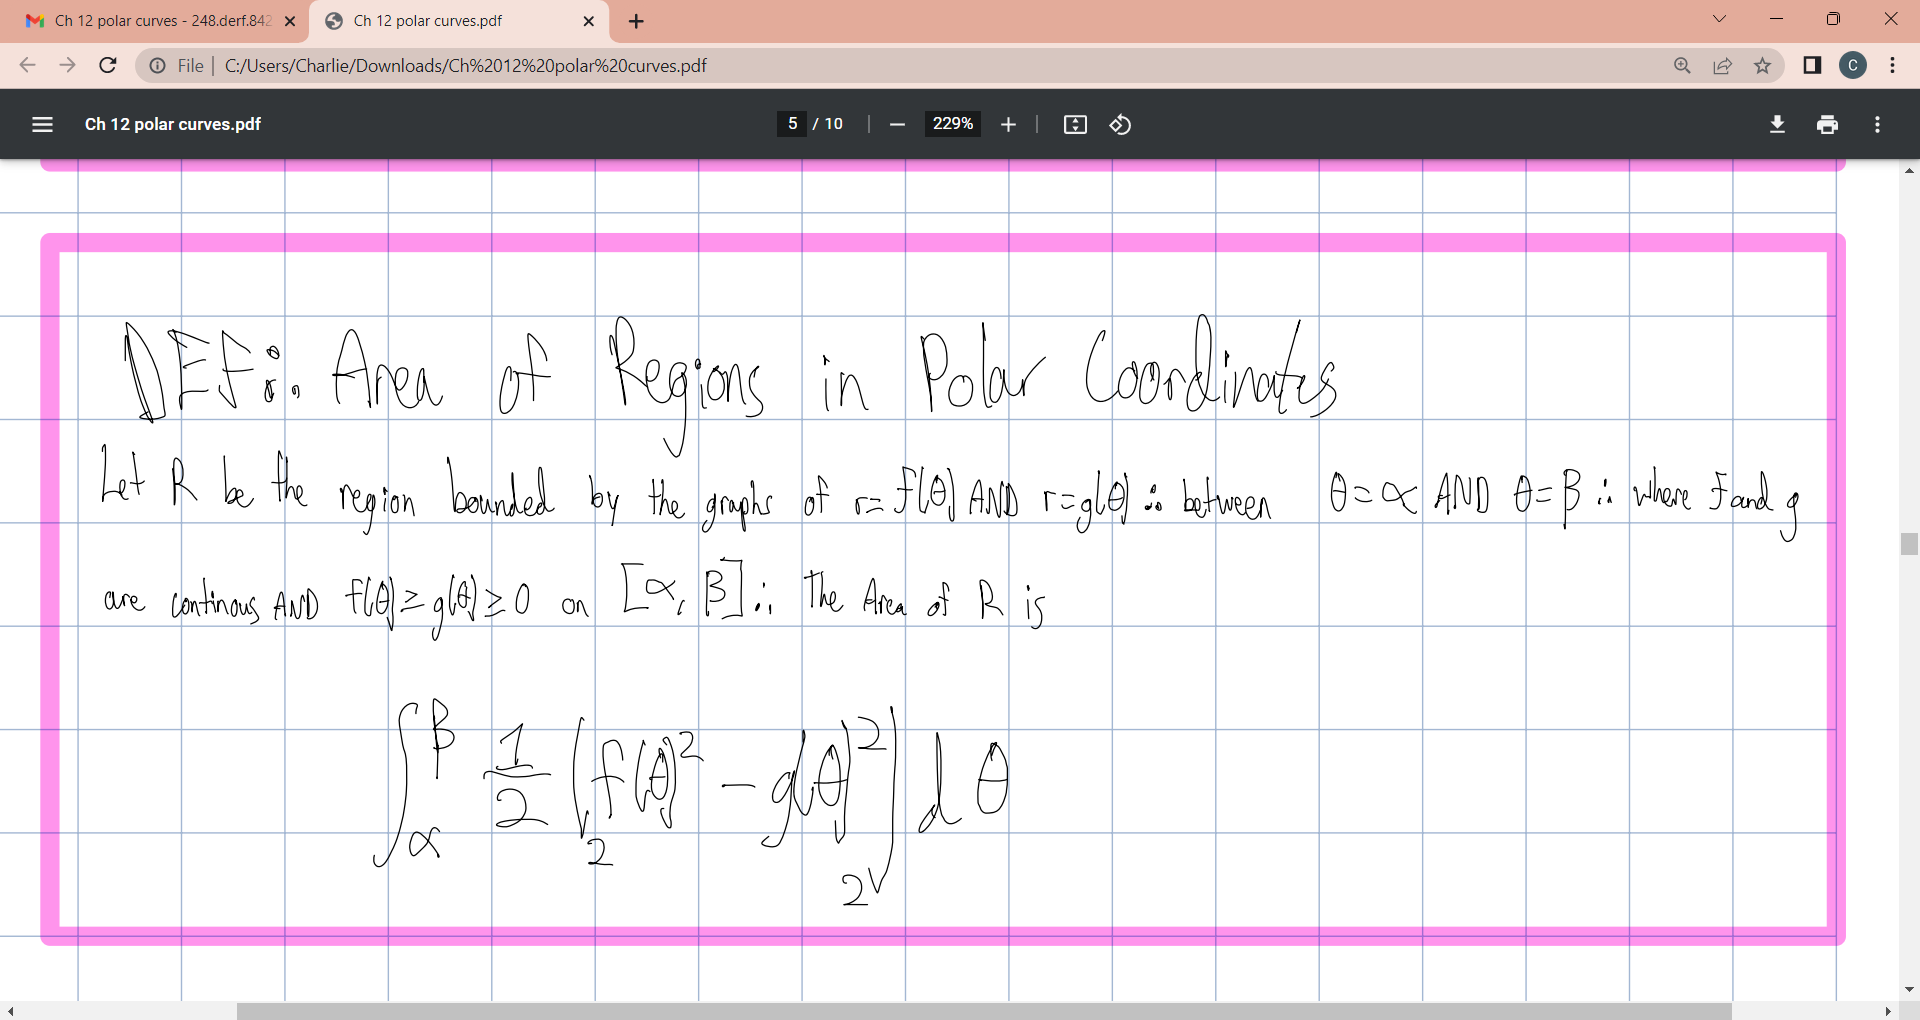 Ch 12 polar curves - 248.derf.842
Ch 12 polar curves.pdf
File | C:/Users/Charlie/Downloads/Ch%2012%20polar%20curves.pdf
C
Ch 12 polar curves.pdf
5 / 10
229%
DEF:. Area of Regions in Polar Coordinates
Let R be the region bounded by the graphs of r=f(θ) AND r=g(θ) ∴ between θ=α AND θ=β ∴ where f and g
are continous AND f(θ)≥g(θ)≥0 on [α, β] ∴ The Area of R is
∫_α^β 1/2 (_2 f(θ)^2 - g(θ)^2 )_2 dθ